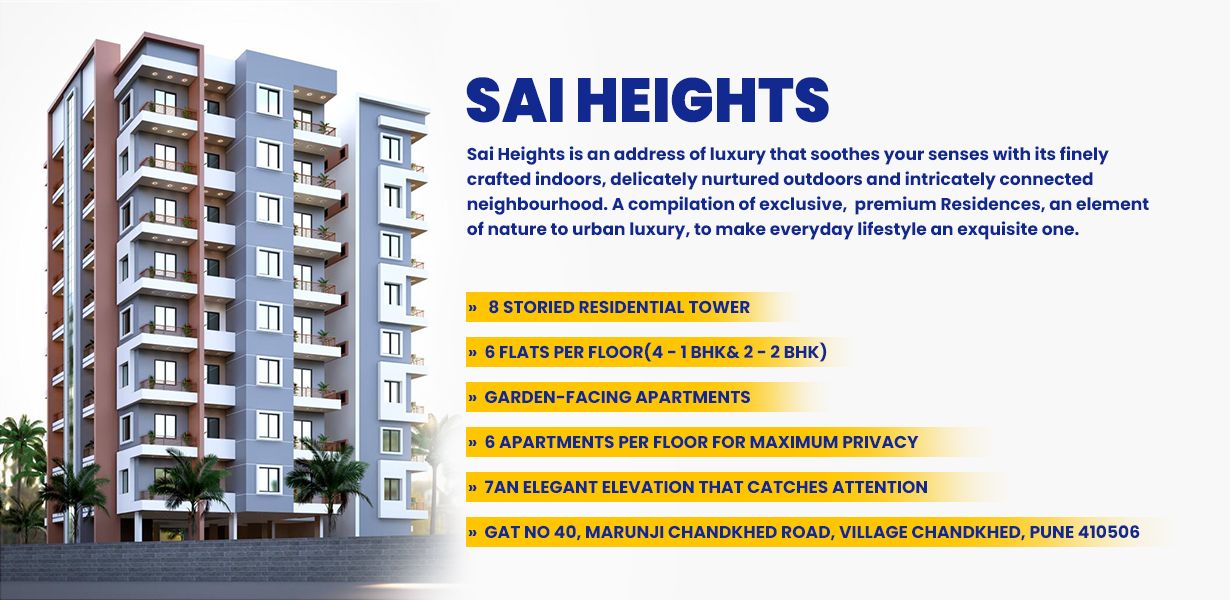 SAI HEIGHTS
Sai Heights is an address of luxury that soothes your senses with its finely
crafted indoors, delicately nurtured outdoors and intricately connected
neighbourhood. A compilation of exclusive,  premium Residences, an element
of nature to urban luxury, to make everyday lifestyle an exquisite one.
» 8 STORIED RESIDENTIAL TOWER
» 6 FLATS PER FLOOR(4 - 1 BHK& 2 - 2 BHK)
» GARDEN-FACING APARTMENTS
» 6 APARTMENTS PER FLOOR FOR MAXIMUM PRIVACY
» 7AN ELEGANT ELEVATION THAT CATCHES ATTENTION
» GAT NO 40, MARUNJI CHANDKHED ROAD, VILLAGE CHANDKHED, PUNE 410506